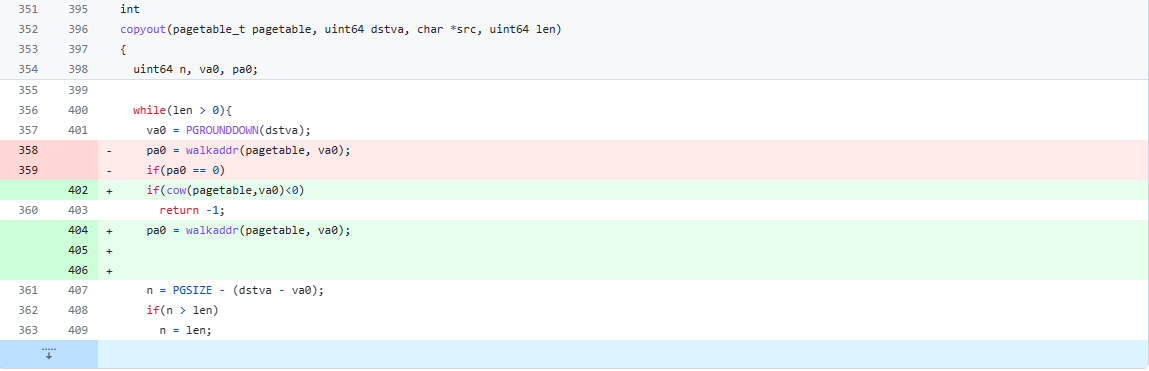 351 395 int
352 396 copyout(pagetable_t pagetable, uint64 dstva, char *src, uint64 len)
353 397 {
354 398 uint64 n, va0, pa0;
355 399
356 400 while(len > 0){
357 401 va0 = PGROUNDDOWN(dstva);
358 - pa0 = walkaddr(pagetable, va0);
359 - if(pa0 == 0)
402 + if(cow(pagetable,va0)<0)
360 403 return -1;
404 + pa0 = walkaddr(pagetable, va0);
405 +
406 +
361 407 n = PGSIZE - (dstva - va0);
362 408 if(n > len)
363 409 n = len;